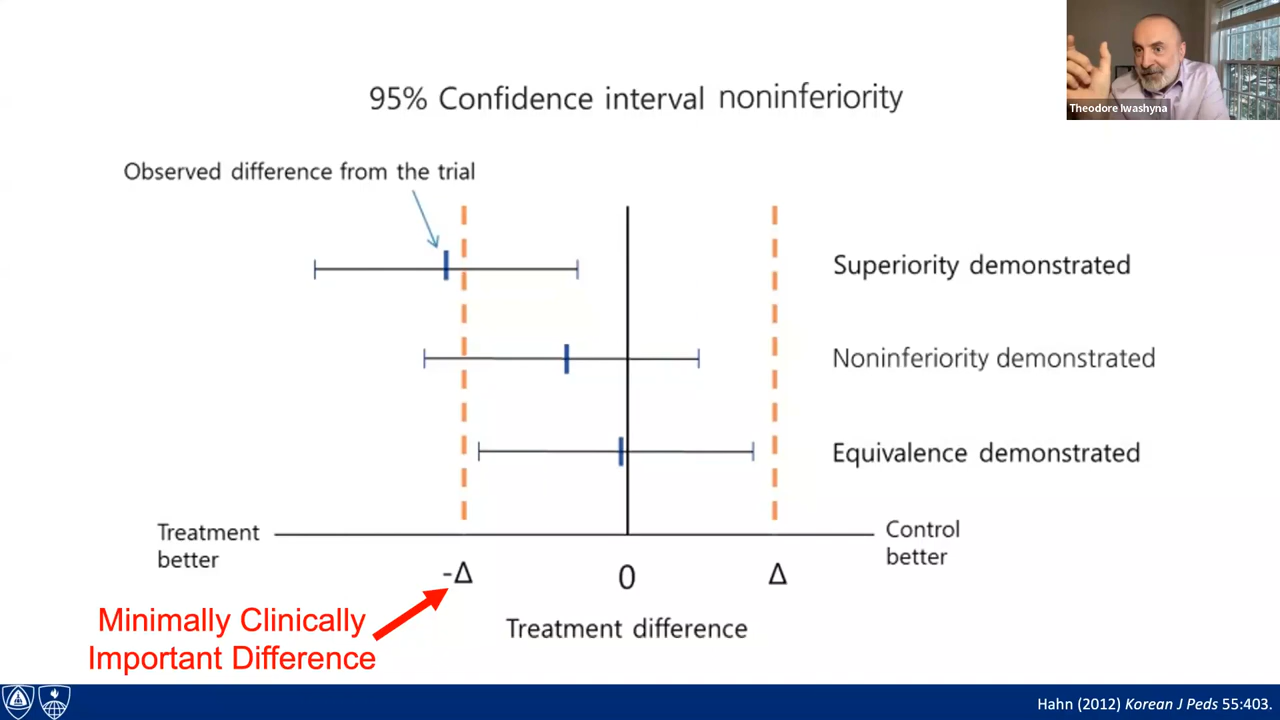 95% Confidence interval noninferiority
Theodore Iwashyna
Observed difference from the trial
Superiority demonstrated
Noninferiority demonstrated
Equivalence demonstrated
Treatment
better
Control
better
-Δ
0
Δ
Minimally Clinically
Important Difference
Treatment difference
Hahn (2012) Korean J Peds 55:403.